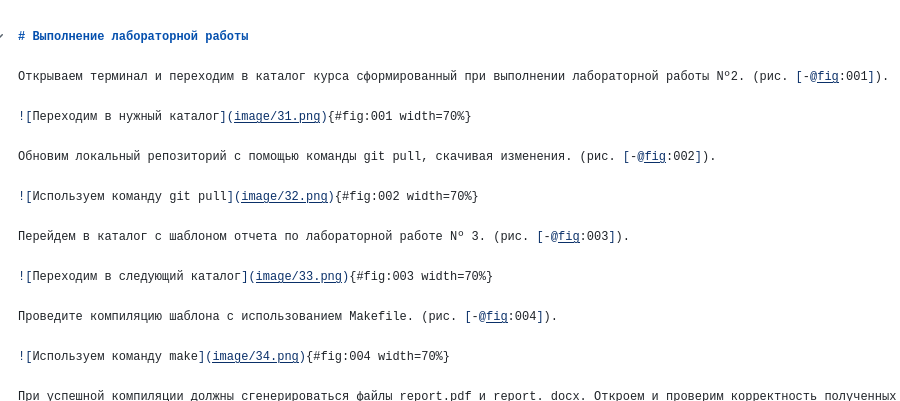 # Выполнение лабораторной работы
Открываем терминал и переходим в каталог курса сформированный при выполнении лабораторной работы №2. (рис. [-@fig:001]).
![Переходим в нужный каталог](image/31.png){#fig:001 width=70%}
Обновим локальный репозиторий с помощью команды git pull, скачивая изменения. (рис. [-@fig:002]).
![Используем команду git pull](image/32.png){#fig:002 width=70%}
Перейдем в каталог с шаблоном отчета по лабораторной работе № 3. (рис. [-@fig:003]).
![Переходим в следующий каталог](image/33.png){#fig:003 width=70%}
Проведите компиляцию шаблона с использованием Makefile. (рис. [-@fig:004]).
![Используем команду make](image/34.png){#fig:004 width=70%}
При успешной компиляции должны сгенерироваться файлы report.pdf и report. docx. Откроем и проверим корректность полученных